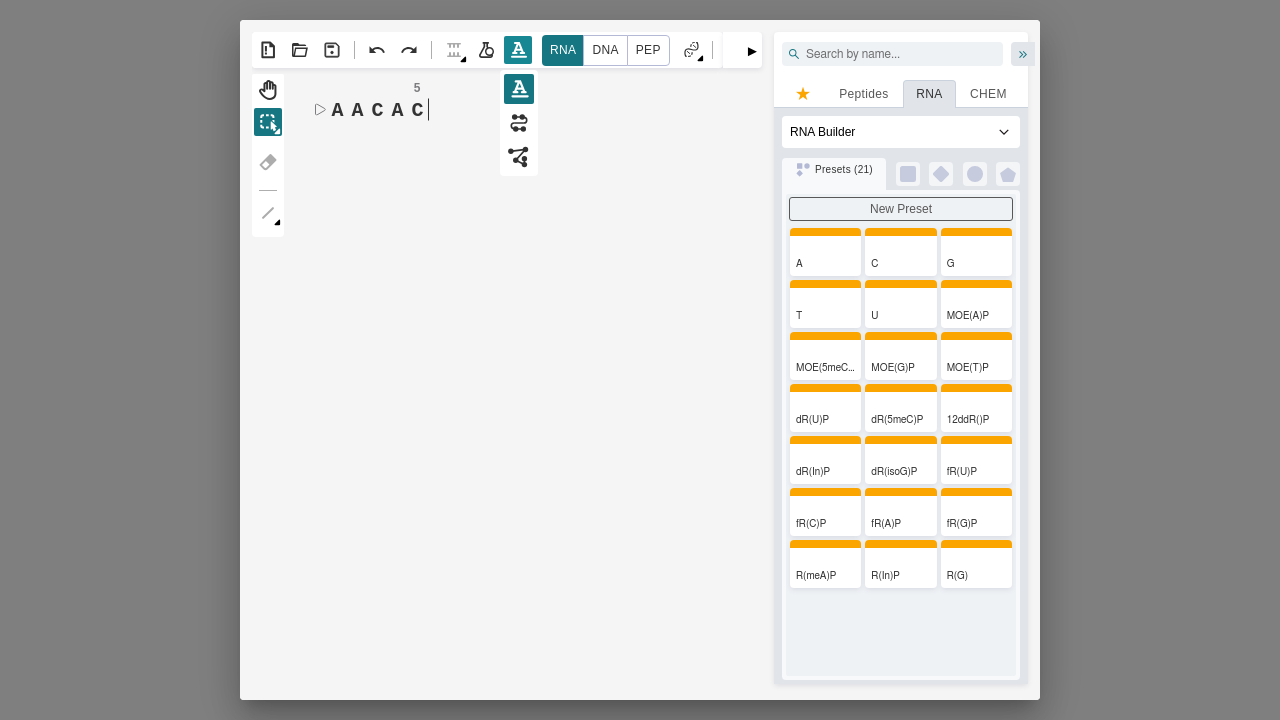 RNA DNA PEP
5
A A C A C
Search by name...
Peptides RNA CHEM
RNA Builder
Presets (21)
New Preset
A C G
T U MOE(A)P
MOE(5meC... MOE(G)P MOE(T)P
dR(U)P dR(5meC)P 12ddR()P
dR(In)P dR(isoG)P fR(U)P
fR(C)P fR(A)P fR(G)P
R(meA)P R(In)P R(G)